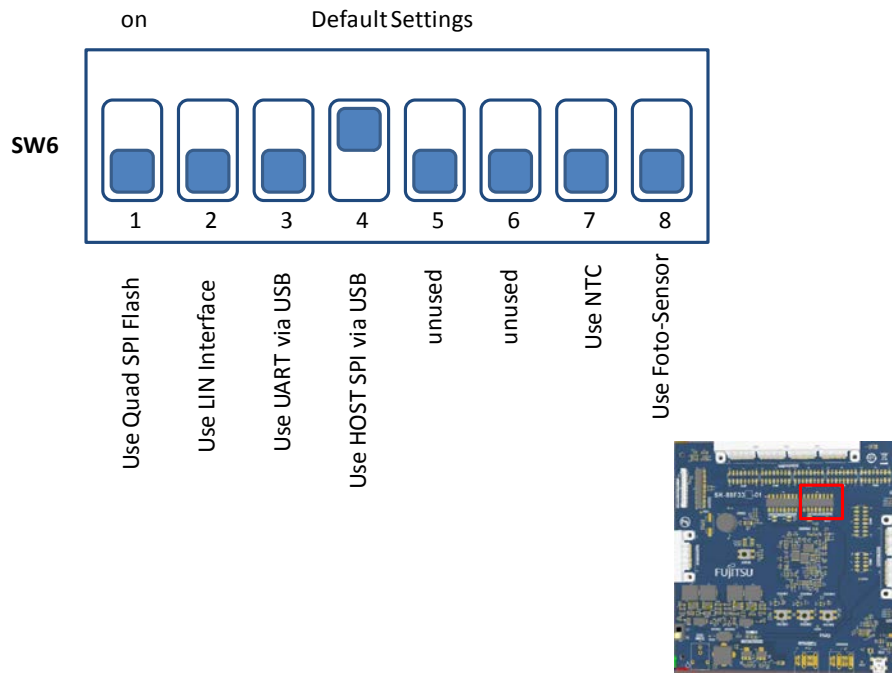 on
Default Settings
SW6
1 2 3 4 5 6 7 8
Use Quad SPI Flash
Use LIN Interface
Use UART via USB
Use HOST SPI via USB
unused
unused
Use NTC
Use Foto-Sensor
FUJITSU